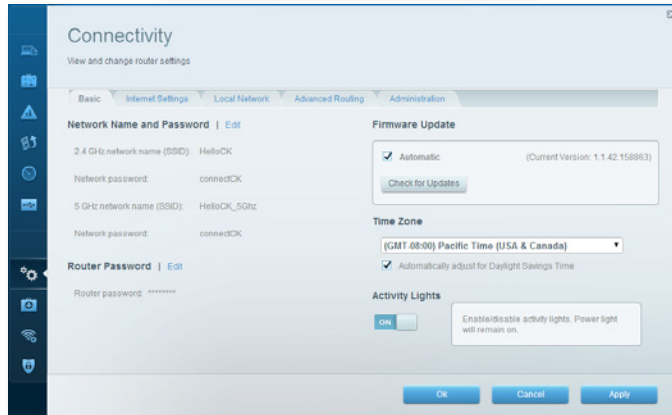 Connectivity
View and change router settings
Basic
Internet Settings
Local Network
Advanced Routing
Administration
Network Name and Password | Edit
2.4 GHz network name (SSID): HelloCK
Network password: connectCK
5 GHz network name (SSID): HelloCK_5Ghz
Network password: connectCK
Router Password | Edit
Router password: ********
Firmware Update
Automatic
(Current Version: 1.1.42.158863)
Check for Updates
Time Zone
(GMT-08:00) Pacific Time (USA & Canada)
Automatically adjust for Daylight Savings Time
Activity Lights
ON
Enable/disable activity lights. Power light
will remain on.
Ok
Cancel
Apply